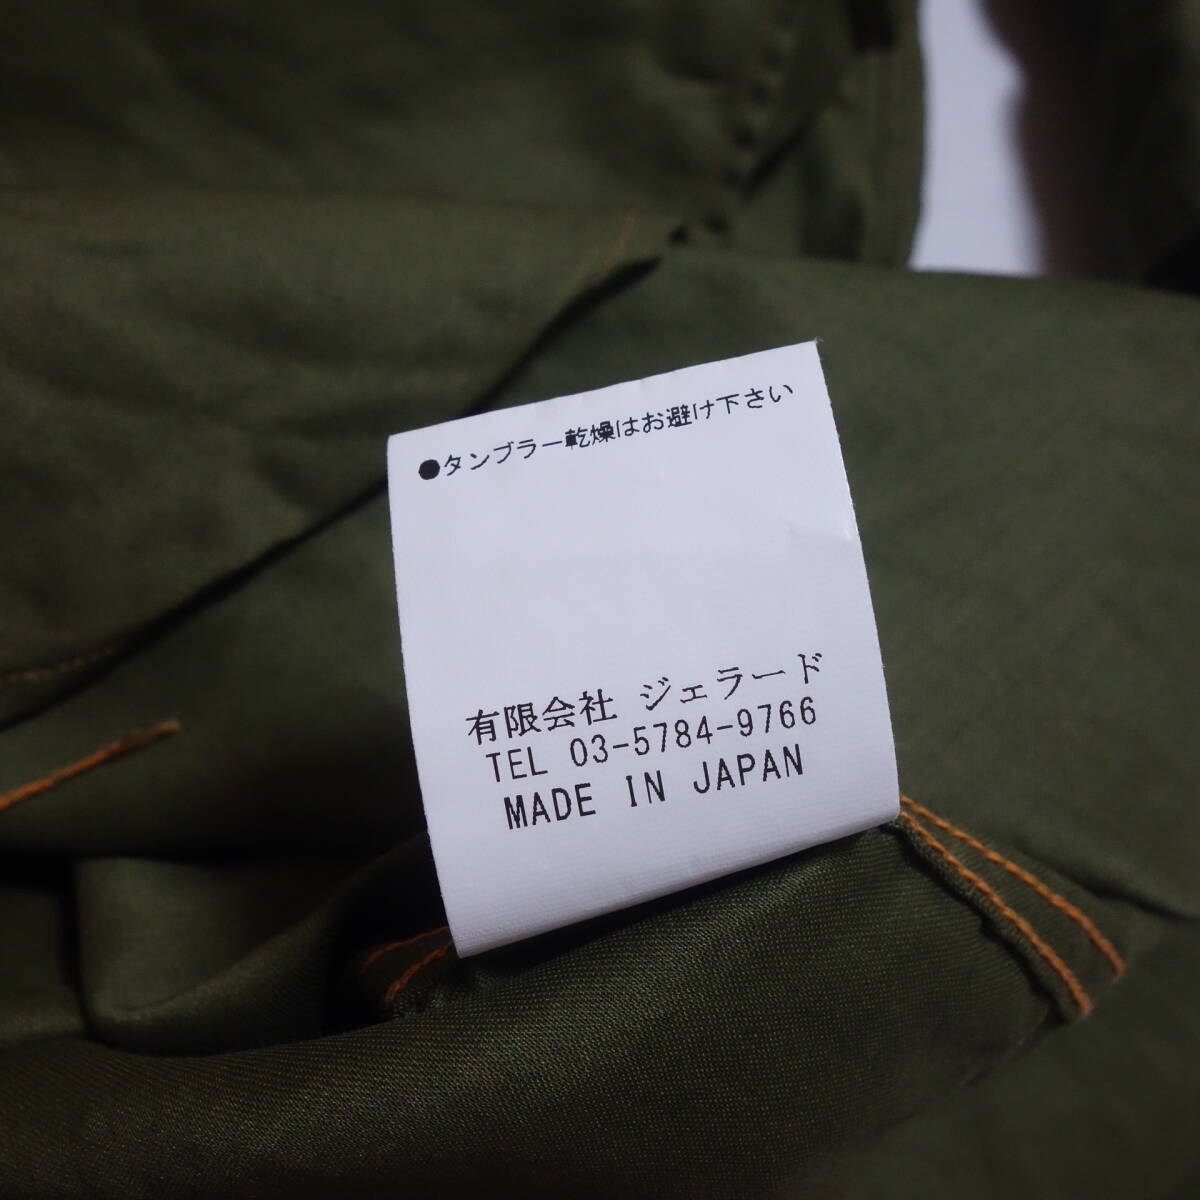 ●タンブラー乾燥はお避け下さい
有限会社 ジェラード
TEL 03-5784-9766
MADE IN JAPAN